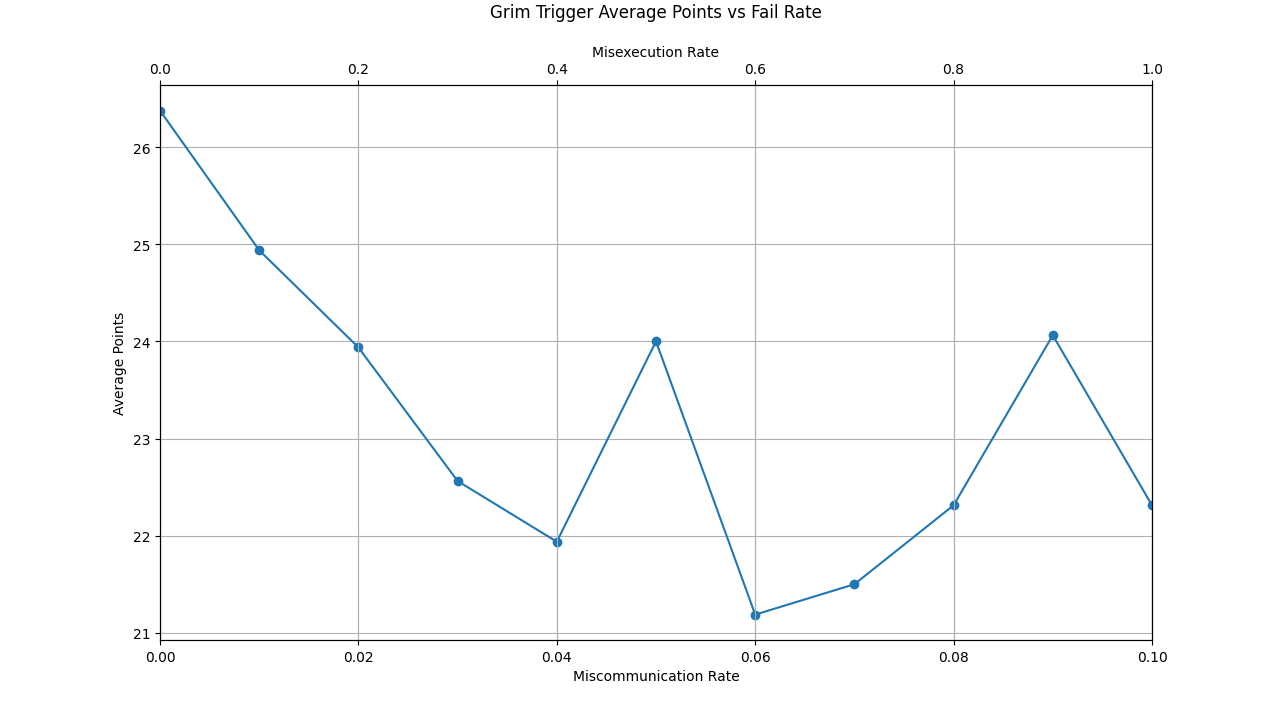 Grim Trigger Average Points vs Fail Rate
Misexecution Rate
0.0 0.2 0.4 0.6 0.8 1.0
26
25
24
23
22
21
Average Points
0.00 0.02 0.04 0.06 0.08 0.10
Miscommunication Rate